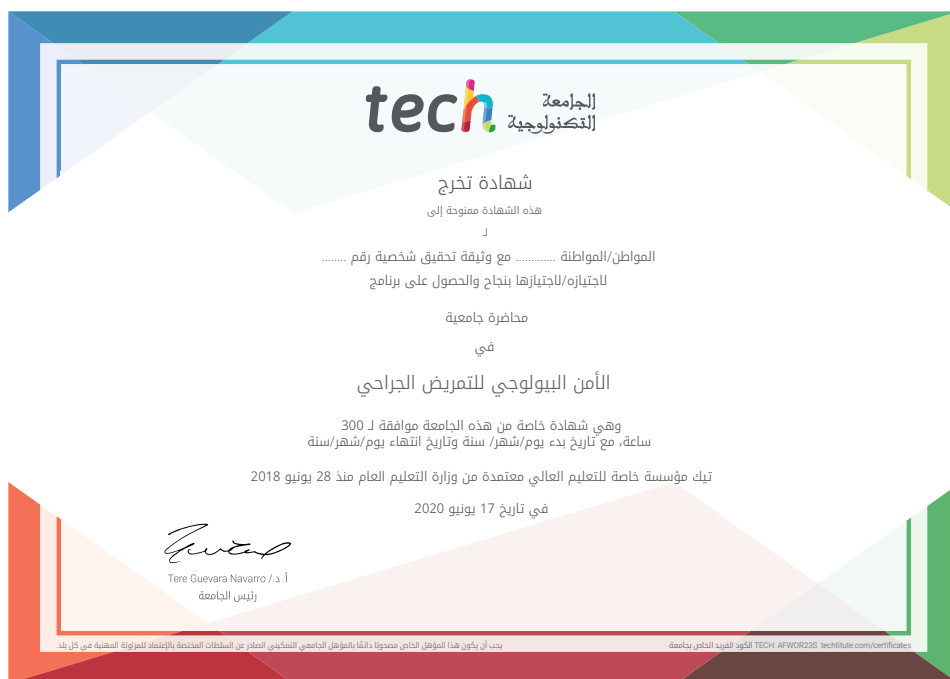 tech الجامعة
التكنولوجية
شهادة تخرج
هذه الشهادة ممنوحة إلى
لـ
المواطن/المواطنة ............. مع وثيقة تحقيق شخصية رقم ........
لاجتيازه/لاجتيازها بنجاح والحصول على برنامج
محاضرة جامعية
في
الأمن البيولوجي للتمريض الجراحي
وهي شهادة خاصة من هذه الجامعة موافقة لـ 300
ساعة، مع تاريخ بدء يوم/شهر/ سنة وتاريخ انتهاء يوم/شهر/سنة
تيك مؤسسة خاصة للتعليم العالي معتمدة من وزارة التعليم العام منذ 28 يونيو 2018
في تاريخ 17 يونيو 2020
أ. د./ Tere Guevara Navarro
رئيس الجامعة
يجب أن يكون هذا المؤهل الخاص مصحوبًا دائمًا بالمؤهل الجامعي التمكيني الصادر عن السلطات المختصة بالإعتماد للمزاولة المهنية في كل بلد.
الكود الفريد الخاص بجامعة TECH: AFWOR23S techtitute.com/certificates